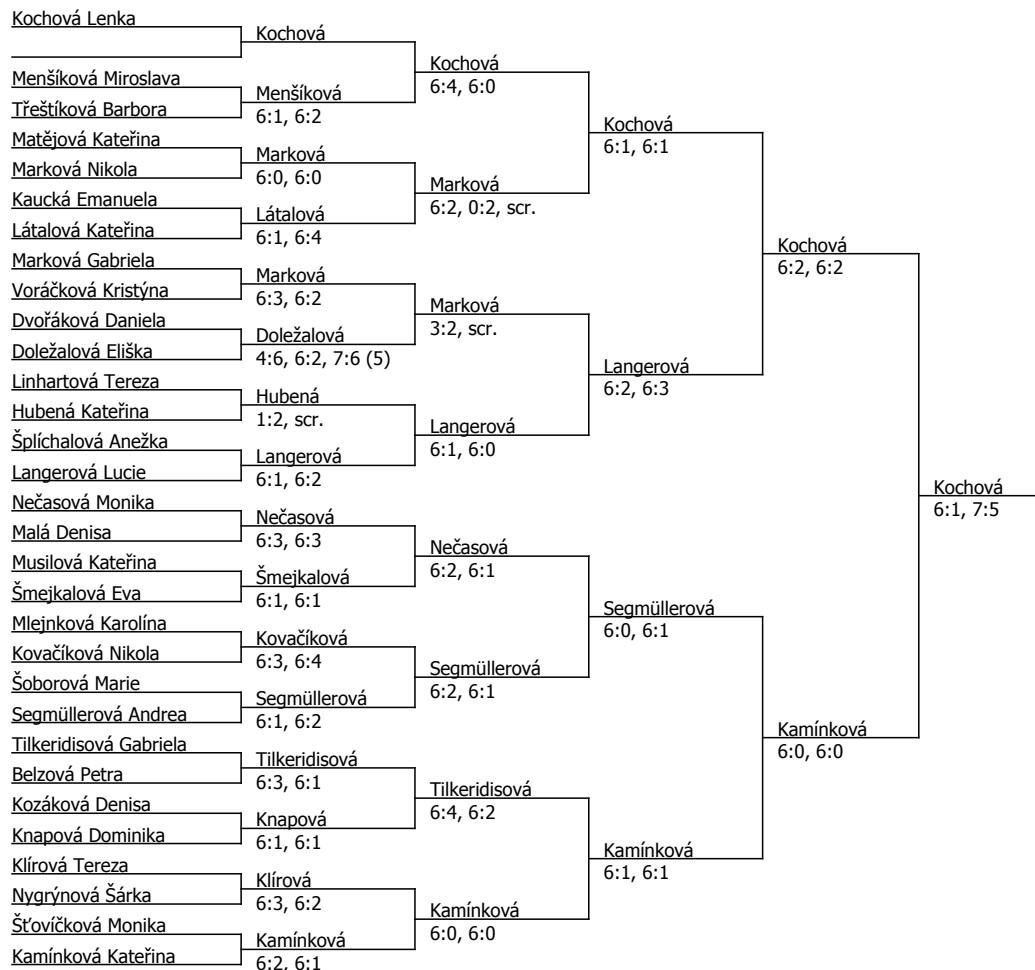 Kochová Lenka
Menšíková Miroslava
Třeštíková Barbora
Matějová Kateřina
Marková Nikola
Kaucká Emanuela
Látalová Kateřina
Marková Gabriela
Voráčková Kristýna
Dvořáková Daniela
Doležalová Eliška
Linhartová Tereza
Hubená Kateřina
Šplíchalová Anežka
Langerová Lucie
Nečasová Monika
Malá Denisa
Musilová Kateřina
Šmejkalová Eva
Mlejnková Karolína
Kovačíková Nikola
Šoborová Marie
Segmüllerová Andrea
Tilkeridisová Gabriela
Belzová Petra
Kozáková Denisa
Knapová Dominika
Klírová Tereza
Nygrýnová Šárka
Šťovíčková Monika
Kamínková Kateřina
Kochová
Menšíková
6:1, 6:2
Marková
6:0, 6:0
Látalová
6:1, 6:4
Marková
6:3, 6:2
Doležalová
4:6, 6:2, 7:6 (5)
Hubená
1:2, scr.
Langerová
6:1, 6:2
Nečasová
6:3, 6:3
Šmejkalová
6:1, 6:1
Kovačíková
6:3, 6:4
Segmüllerová
6:1, 6:2
Tilkeridisová
6:3, 6:1
Knapová
6:1, 6:1
Klírová
6:3, 6:2
Kamínková
6:2, 6:1
Kochová
6:4, 6:0
Marková
6:2, 0:2, scr.
Marková
3:2, scr.
Langerová
6:1, 6:0
Nečasová
6:2, 6:1
Segmüllerová
6:2, 6:1
Tilkeridisová
6:4, 6:2
Kamínková
6:0, 6:0
Kochová
6:1, 6:1
Langerová
6:2, 6:3
Segmüllerová
6:0, 6:1
Kamínková
6:1, 6:1
Kochová
6:2, 6:2
Kamínková
6:0, 6:0
Kochová
6:1, 7:5